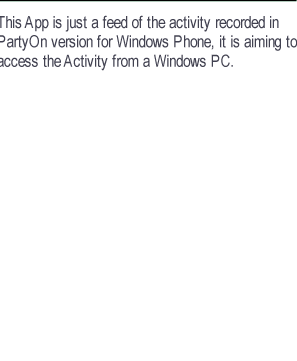 This App is just a feed of the activity recorded in
PartyOn version for Windows Phone, it is aiming to
access the Activity from a Windows PC.